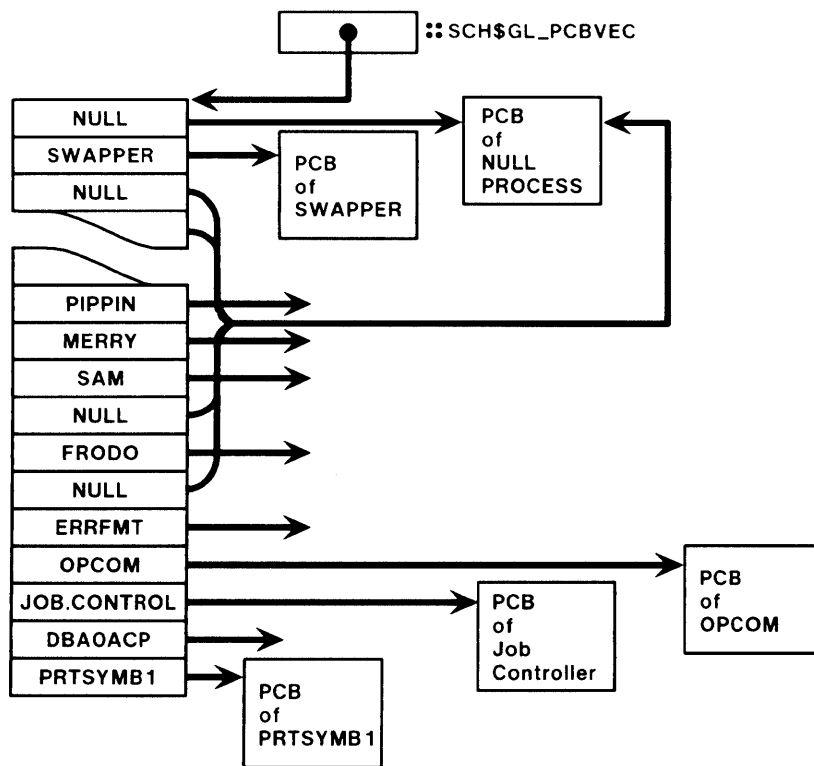 :: SCH$GL_PCBVEC
NULL
SWAPPER
NULL
PCB
of
SWAPPER
PCB
of
NULL
PROCESS
PIPPIN
MERRY
SAM
NULL
FRODO
NULL
ERRFMT
OPCOM
JOB.CONTROL
DBA0ACP
PRTSYMB1
PCB
of
PRTSYMB1
PCB
of
Job
Controller
PCB
of
OPCOM